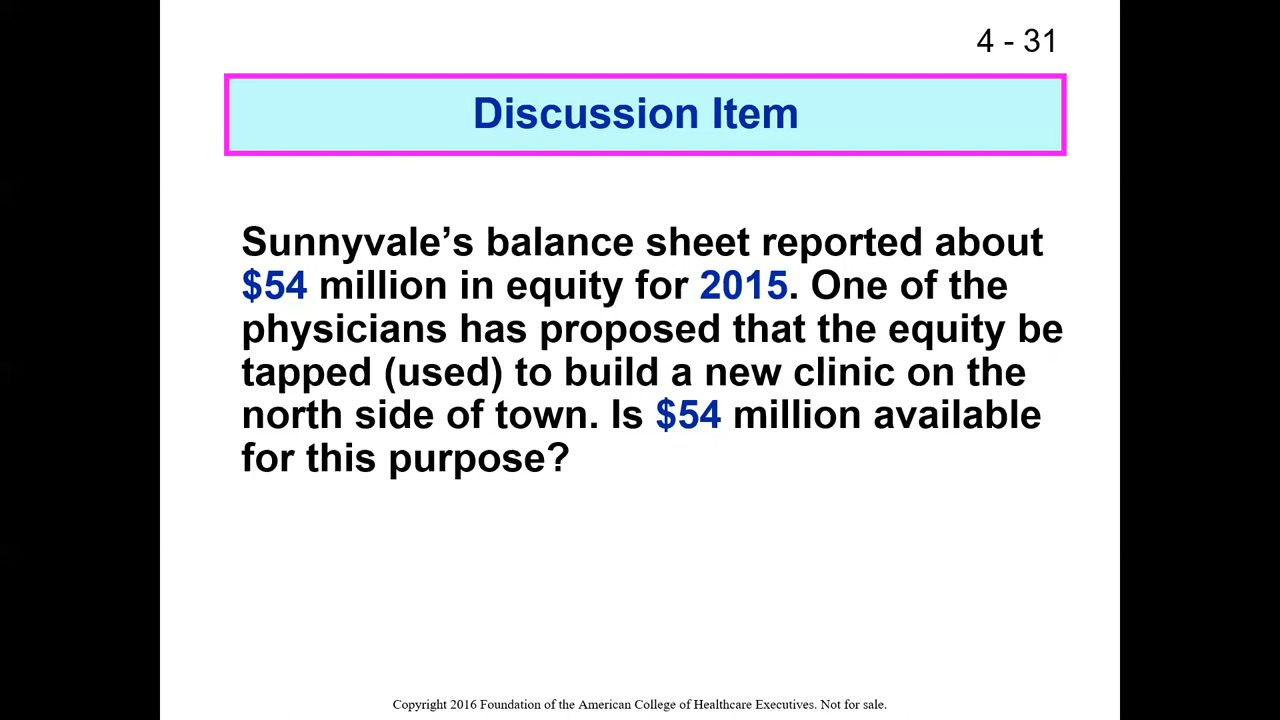 4 - 31
Discussion Item
Sunnyvale’s balance sheet reported about
$54 million in equity for 2015. One of the
physicians has proposed that the equity be
tapped (used) to build a new clinic on the
north side of town. Is $54 million available
for this purpose?
Copyright 2016 Foundation of the American College of Healthcare Executives. Not for sale.